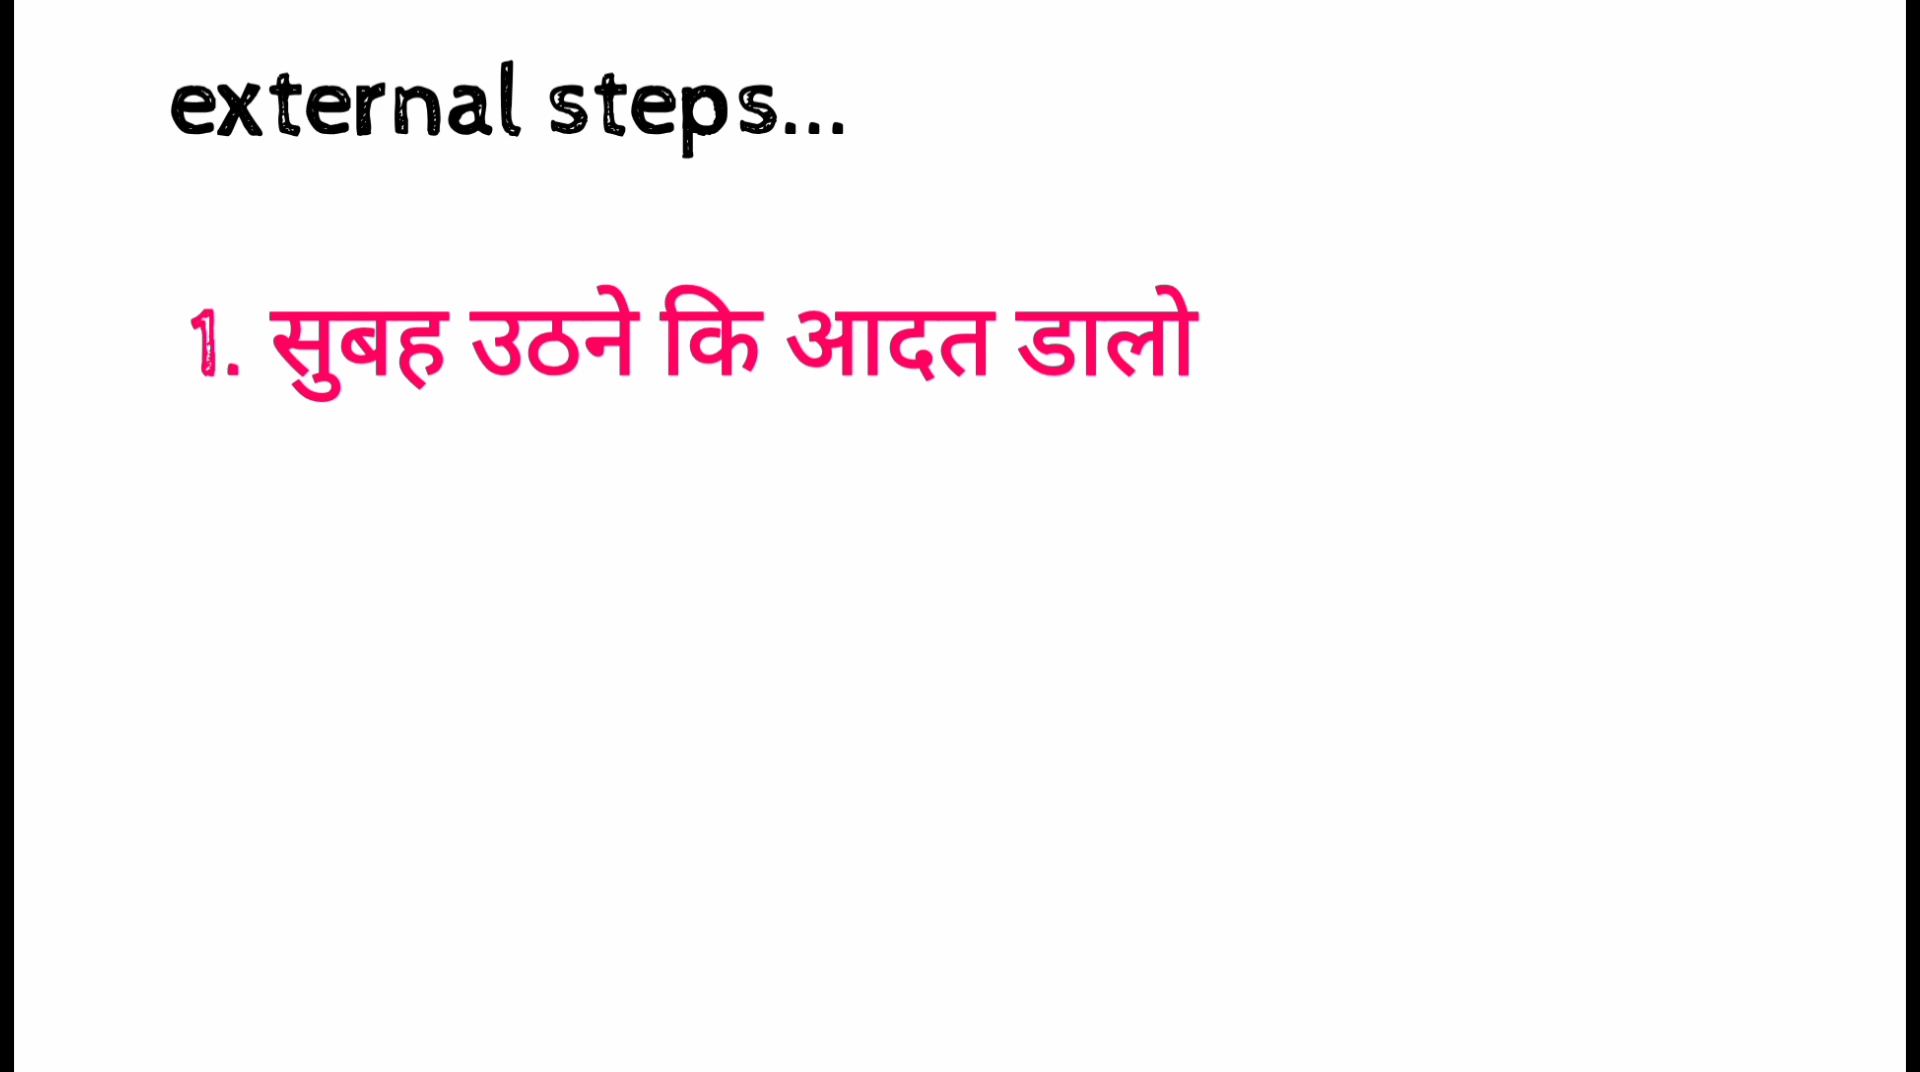 external steps...
1. सुबह उठने कि आदत डालो